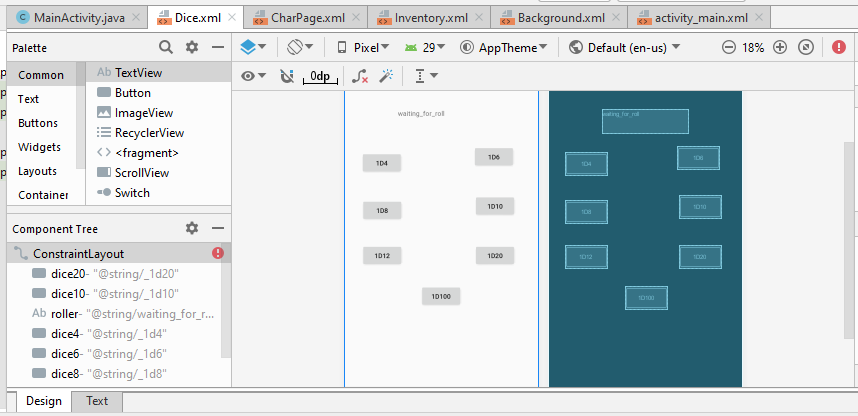 MainActivity.java
Dice.xml
CharPage.xml
Inventory.xml
Background.xml
activity_main.xml
Palette
Common
Text
Buttons
Widgets
Layouts
Container
Ab TextView
Button
ImageView
RecyclerView
<fragment>
ScrollView
Switch
Pixel
29
AppTheme
Default (en-us)
18%
0dp
waiting_for_roll
1D4
1D6
1D8
1D10
1D12
1D20
1D100
waiting_for_roll
1D4
1D6
1D8
1D10
1D12
1D20
1D100
Component Tree
ConstraintLayout
dice20- "@string/_1d20"
dice10- "@string/_1d10"
Ab roller- "@string/waiting_for_r...
dice4- "@string/_1d4"
dice6- "@string/_1d6"
dice8- "@string/_1d8"
Design
Text